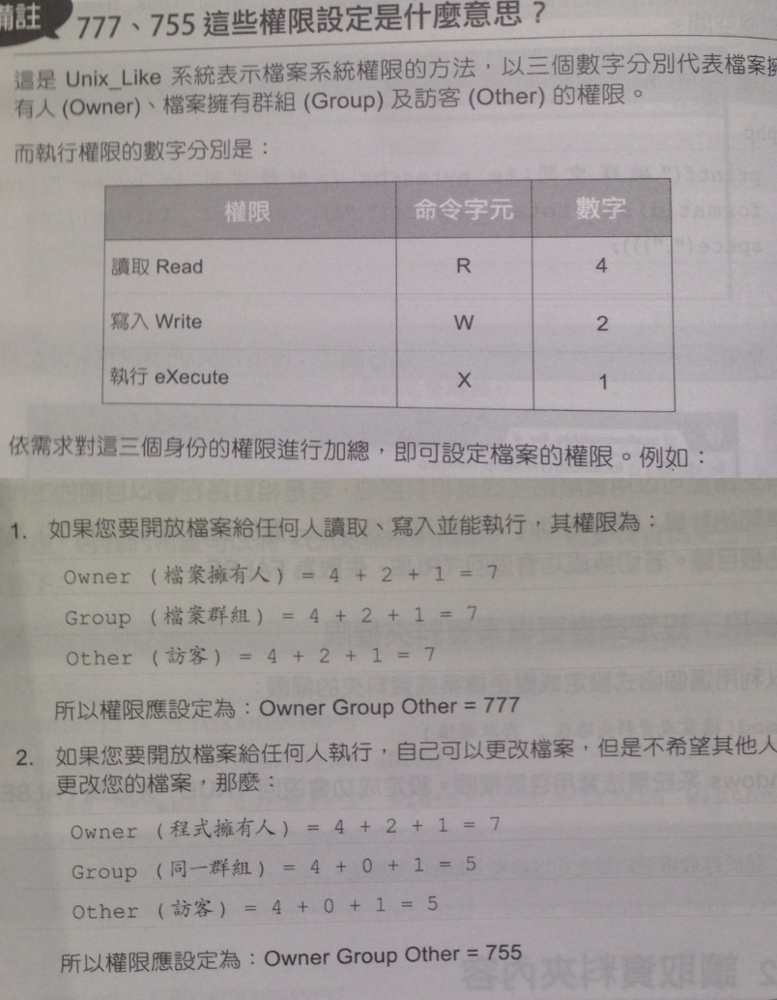 備註
777、755 這些權限設定是什麼意思？
這是 Unix_Like 系統表示檔案系統權限的方法，以三個數字分別代表檔案擁
有人 (Owner)、檔案擁有群組 (Group) 及訪客 (Other) 的權限。
而執行權限的數字分別是：
權限 命令字元 數字
讀取 Read R 4
寫入 Write W 2
執行 eXecute X 1
依需求對這三個身份的權限進行加總，即可設定檔案的權限。例如：
1. 如果您要開放檔案給任何人讀取、寫入並能執行，其權限為：
Owner （檔案擁有人） = 4 + 2 + 1 = 7
Group （檔案群組） = 4 + 2 + 1 = 7
Other （訪客） = 4 + 2 + 1 = 7
所以權限應設定為：Owner Group Other = 777
2. 如果您要開放檔案給任何人執行，自己可以更改檔案，但是不希望其他人
更改您的檔案，那麼：
Owner （程式擁有人） = 4 + 2 + 1 = 7
Group （同一群組） = 4 + 0 + 1 = 5
Other （訪客） = 4 + 0 + 1 = 5
所以權限應設定為：Owner Group Other = 755